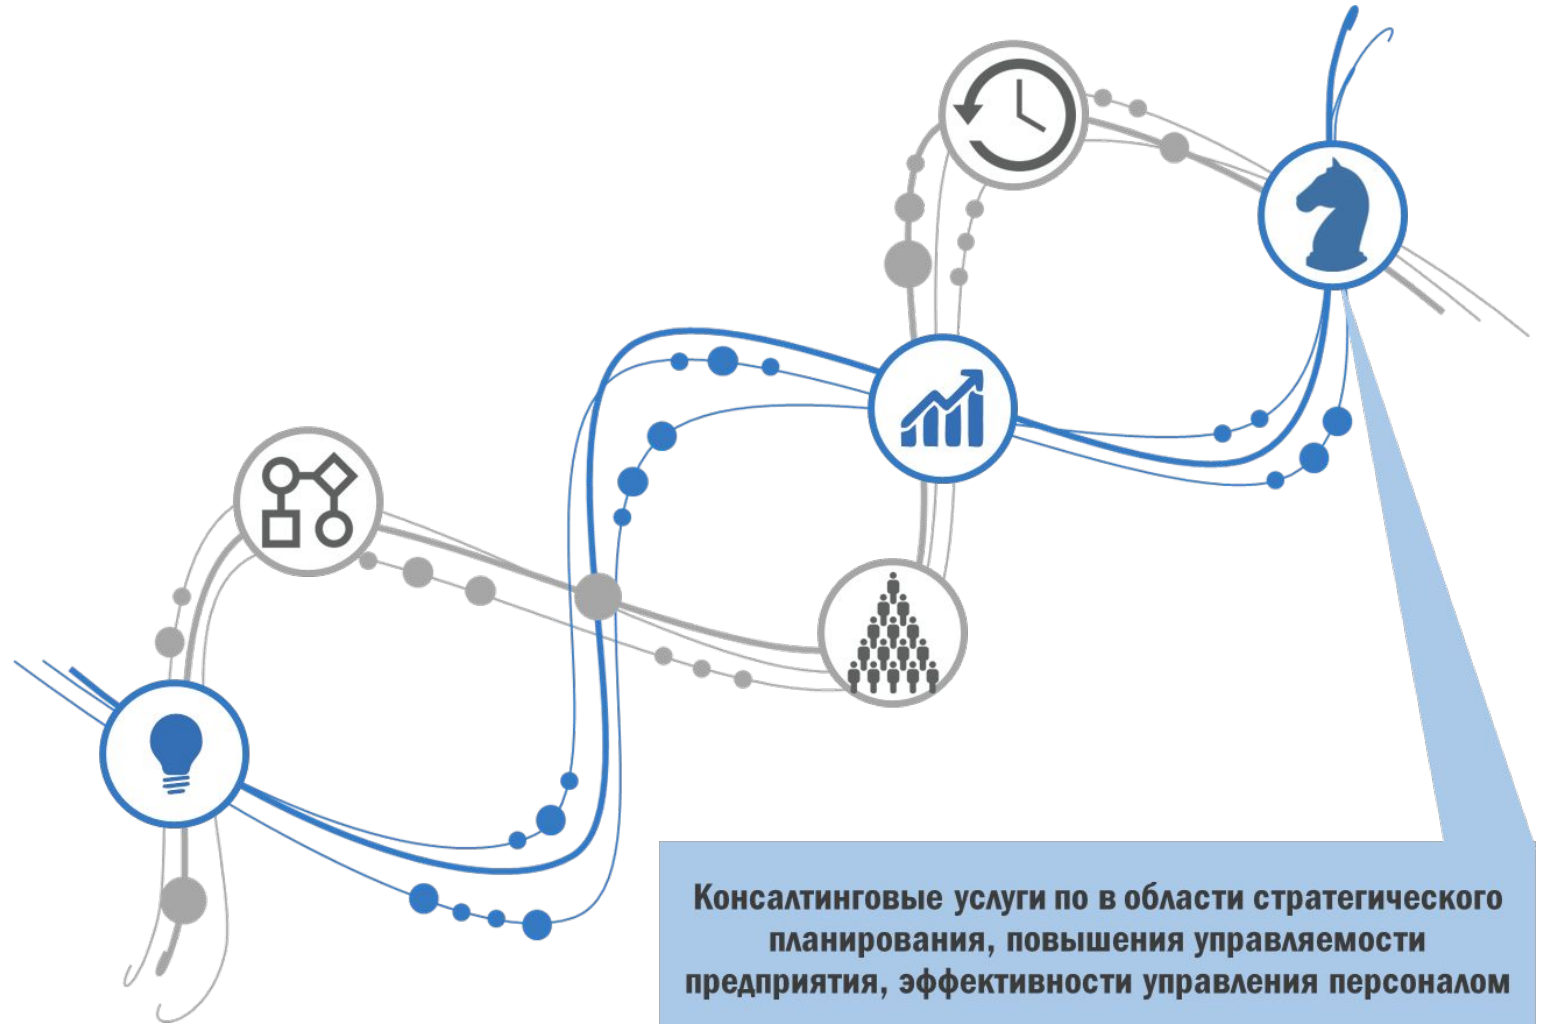 Консалтинговые услуги по в области стратегического
планирования, повышения управляемости
предприятия, эффективности управления персоналом